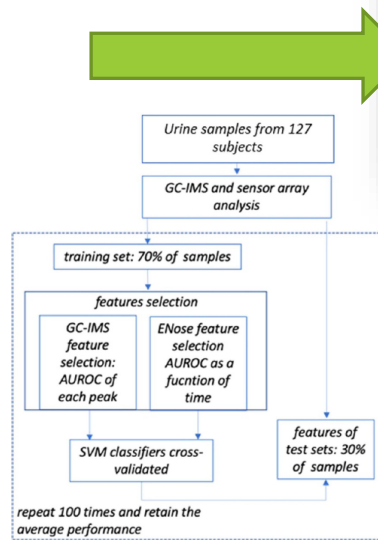 Urine samples from 127
subjects
GC-IMS and sensor array
analysis
training set: 70% of samples
features selection
GC-IMS
feature
selection:
AUROC of
each peak
ENose feature
selection
AUROC as a
fucntion of
time
SVM classifiers cross-
validated
features of
test sets: 30%
of samples
repeat 100 times and retain the
average performance